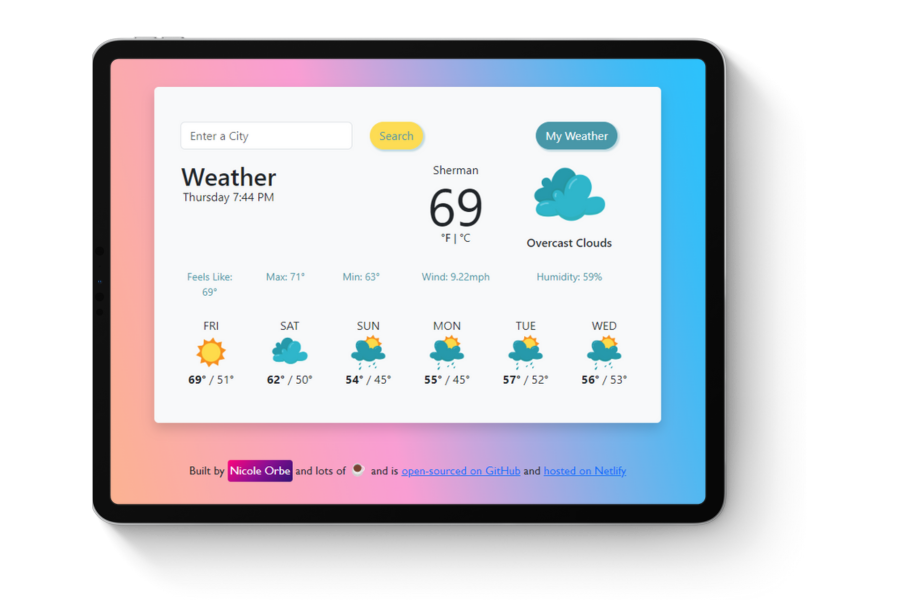 Enter a City
Search
My Weather
Weather
Thursday 7:44 PM
Sherman
69
°F | °C
Overcast Clouds
Feels Like:
69°
Max: 71°
Min: 63°
Wind: 9.22mph
Humidity: 59%
FRI
SAT
SUN
MON
TUE
WED
69° / 51°
62° / 50°
54° / 45°
55° / 45°
57° / 52°
56° / 53°
Built by Nicole Orbe and lots of ☕ and is open-sourced on GitHub and hosted on Netlify